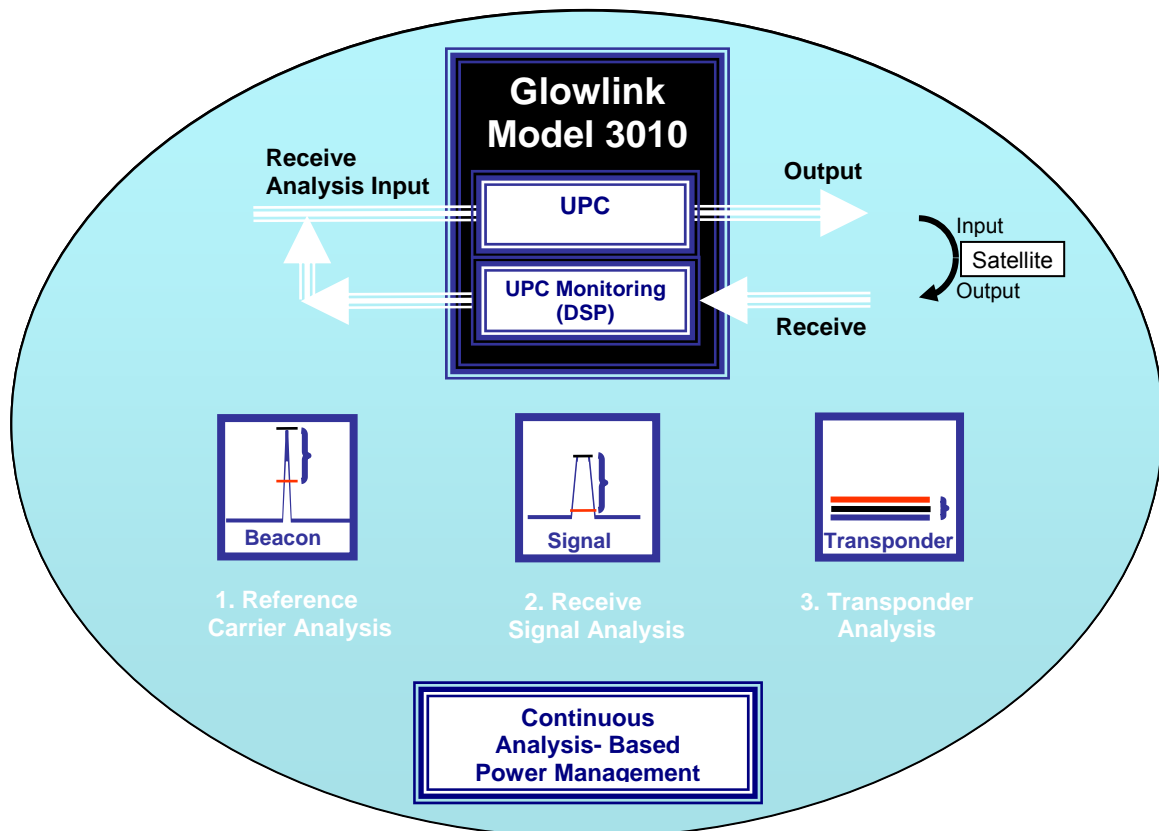 Glowlink
Model 3010
Receive
Analysis Input
Output
UPC
Input
Satellite
Output
UPC Monitoring
(DSP)
Receive
Beacon
Signal
Transponder
1. Reference
Carrier Analysis
2. Receive
Signal Analysis
3. Transponder
Analysis
Continuous
Analysis- Based
Power Management